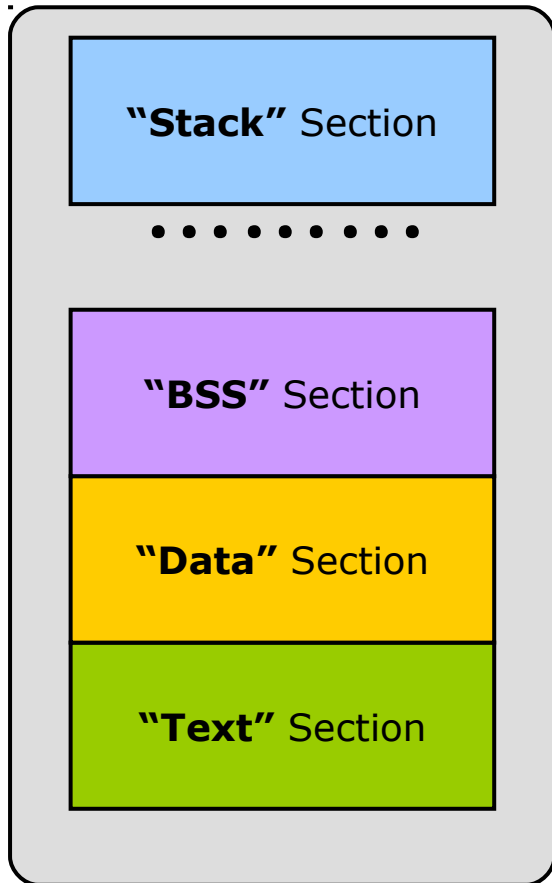 “Stack” Section
“BSS” Section
“Data” Section
“Text” Section